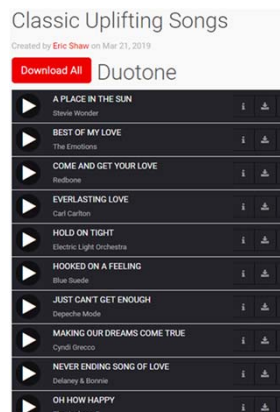 Classic Uplifting Songs
Created by Eric Shaw on Mar 21, 2019
Download All Duotone
A PLACE IN THE SUN
Stevie Wonder
BEST OF MY LOVE
The Emotions
COME AND GET YOUR LOVE
Redbone
EVERLASTING LOVE
Carl Carlton
HOLD ON TIGHT
Electric Light Orchestra
HOOKED ON A FEELING
Blue Suede
JUST CAN'T GET ENOUGH
Depeche Mode
MAKING OUR DREAMS COME TRUE
Cyndi Grecco
NEVER ENDING SONG OF LOVE
Delaney & Bonnie
OH HOW HAPPY